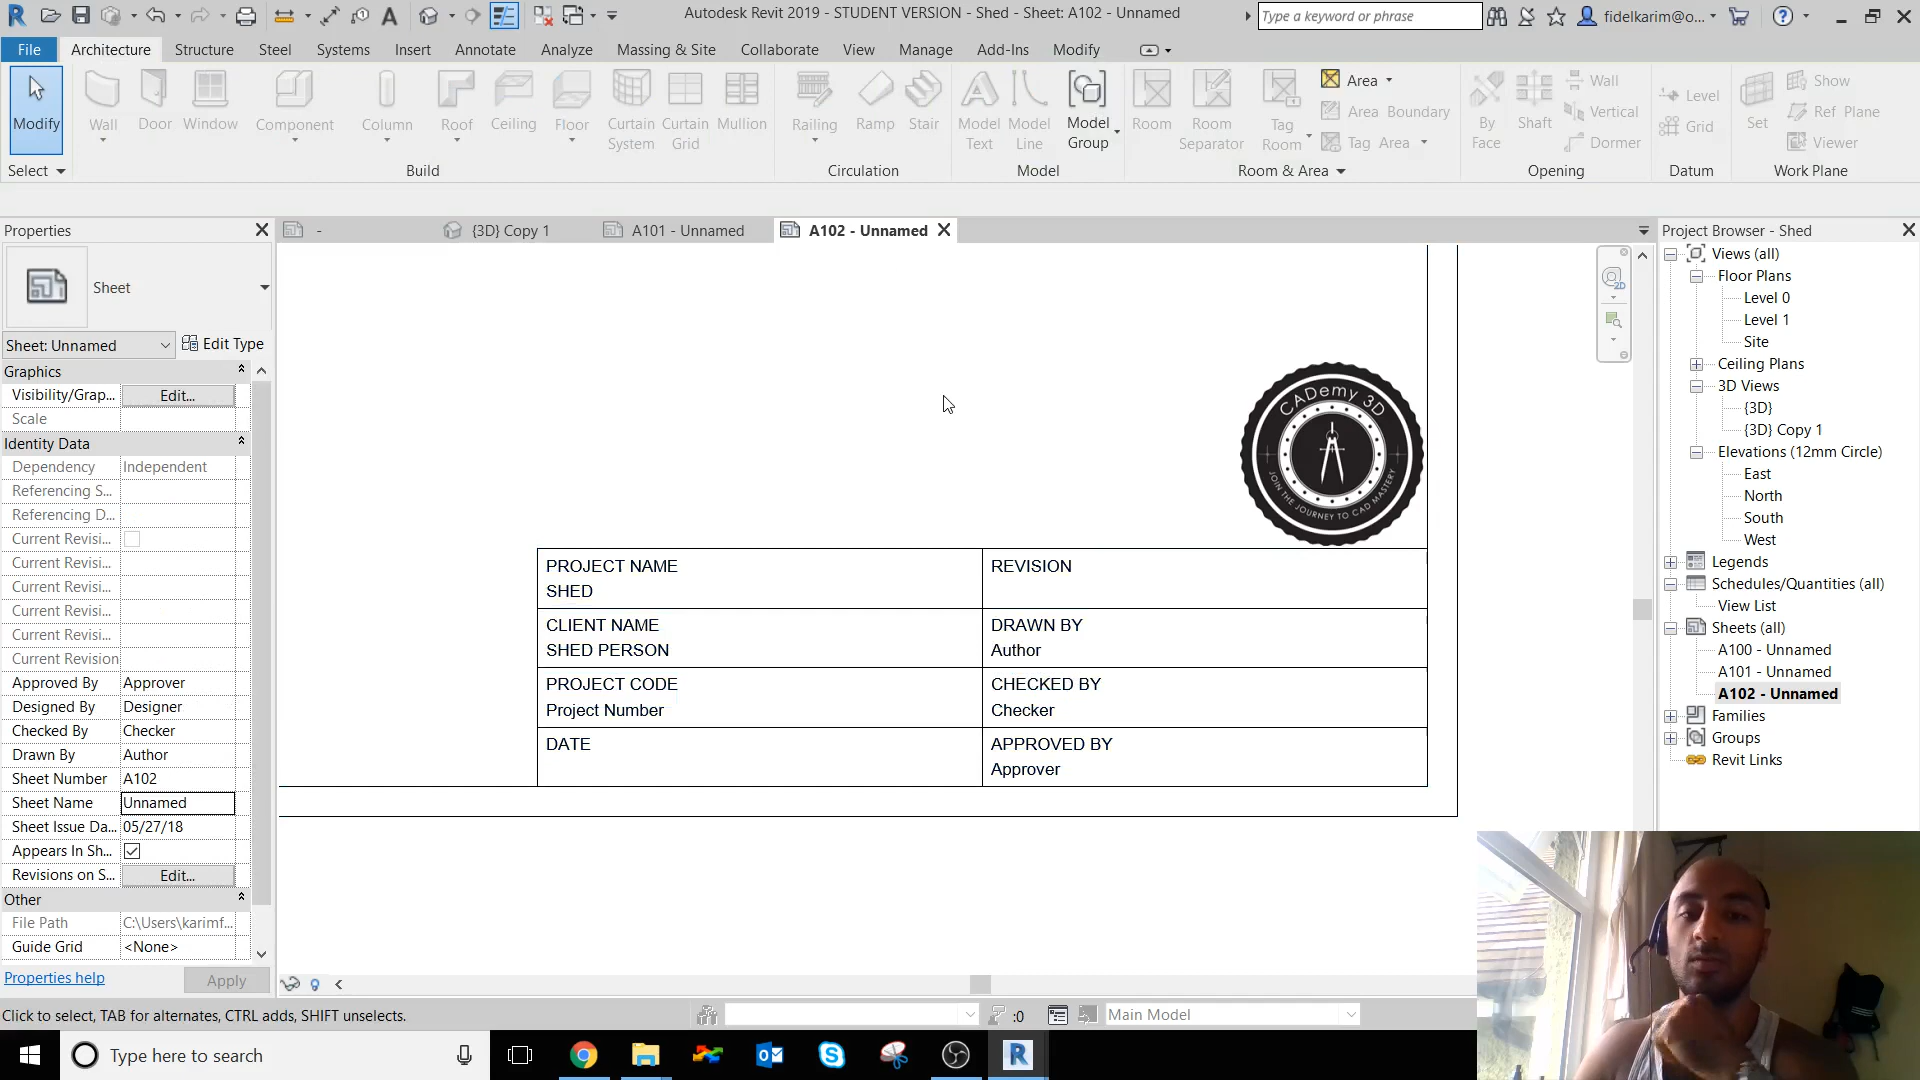 Autodesk Revit 2019 - STUDENT VERSION - Shed - Sheet: A102 - Unnamed
Type a keyword or phrase
fidelkarim@o...
File
Architecture
Structure
Steel
Systems
Insert
Annotate
Analyze
Massing & Site
Collaborate
View
Manage
Add-Ins
Modify
Modify
Wall
Door
Window
Component
Column
Roof
Ceiling
Floor
Curtain System
Curtain Grid
Mullion
Railing
Ramp
Stair
Model Text
Model Line
Model Group
Room
Room Separator
Tag Room
Area
Area Boundary
Tag Area
By Face
Shaft
Wall
Vertical
Dormer
Level
Grid
Set
Show
Ref Plane
Viewer
Select
Build
Circulation
Model
Room & Area
Opening
Datum
Work Plane
Properties
-
{3D} Copy 1
A101 - Unnamed
A102 - Unnamed
Project Browser - Shed
Sheet
Sheet: Unnamed
Edit Type
Graphics
Visibility/Grap... Edit...
Scale
Identity Data
Dependency Independent
Referencing S...
Referencing D...
Current Revisi...
Current Revisi...
Current Revisi...
Current Revisi...
Current Revisi...
Current Revision
Approved By Approver
Designed By Designer
Checked By Checker
Drawn By Author
Sheet Number A102
Sheet Name Unnamed
Sheet Issue Da... 05/27/18
Appears In Sh...
Revisions on S... Edit...
Other
File Path C:\Users\karimf...
Guide Grid <None>
Properties help
Apply
2D
CADemy 3D
JOIN THE JOURNEY TO CAD MASTERY
PROJECT NAME
SHED
REVISION
CLIENT NAME
SHED PERSON
DRAWN BY
Author
PROJECT CODE
Project Number
CHECKED BY
Checker
DATE
APPROVED BY
Approver
Views (all)
Floor Plans
Level 0
Level 1
Site
Ceiling Plans
3D Views
{3D}
{3D} Copy 1
Elevations (12mm Circle)
East
North
South
West
Legends
Schedules/Quantities (all)
View List
Sheets (all)
A100 - Unnamed
A101 - Unnamed
A102 - Unnamed
Families
Groups
Revit Links
Click to select, TAB for alternates, CTRL adds, SHIFT unselects.
:0
Main Model
Type here to search